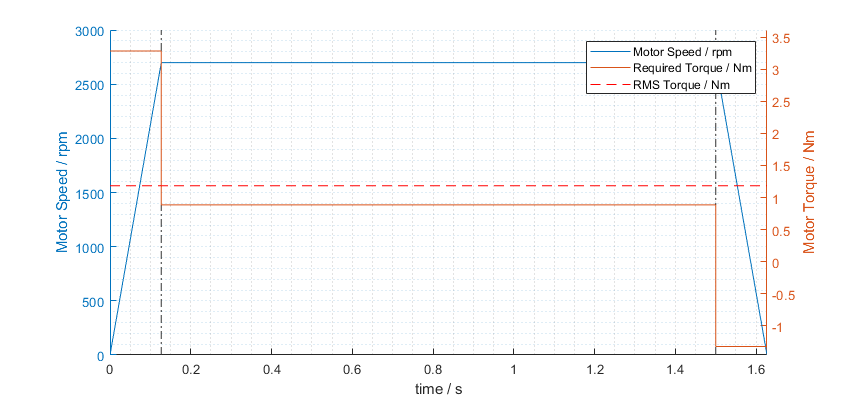 Motor Speed / rpm
Required Torque / Nm
RMS Torque / Nm
3000
2500
2000
1500
1000
500
0
Motor Speed / rpm
3.5
3
2.5
2
1.5
1
0.5
0
-0.5
-1
Motor Torque / Nm
0 0.2 0.4 0.6 0.8 1 1.2 1.4 1.6
time / s